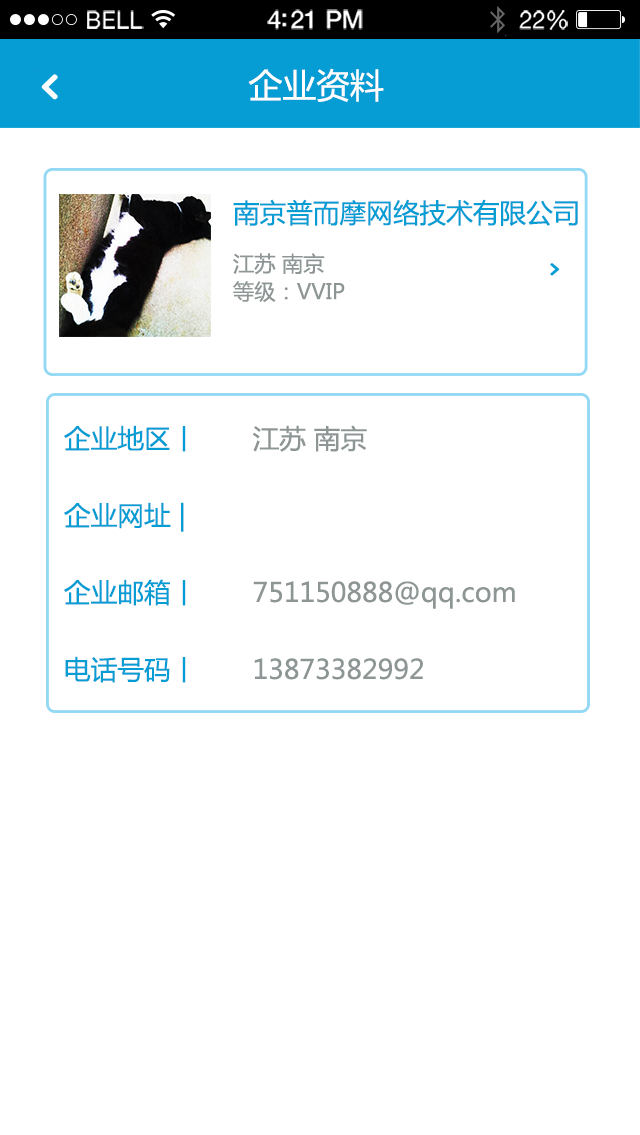 BELL 4:21 PM 22%
企业资料
南京普而摩网络技术有限公司
江苏 南京
等级：VVIP
企业地区 | 江苏 南京
企业网址 |
企业邮箱 | 751150888@qq.com
电话号码 | 13873382992